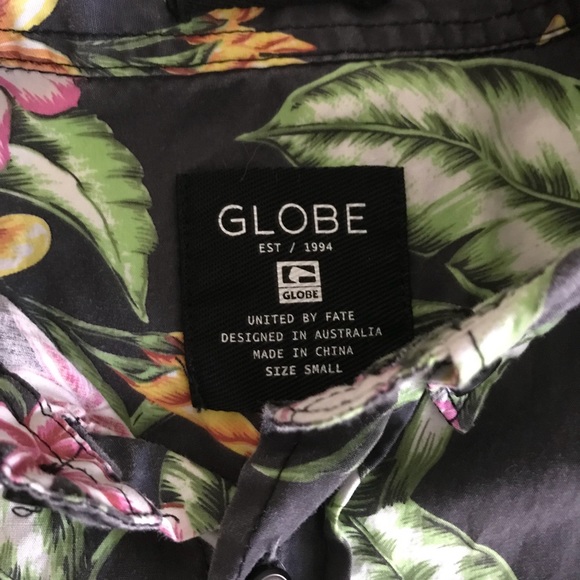 GLOBE
EST / 1994
GLOBE
UNITED BY FATE
DESIGNED IN AUSTRALIA
MADE IN CHINA
SIZE SMALL